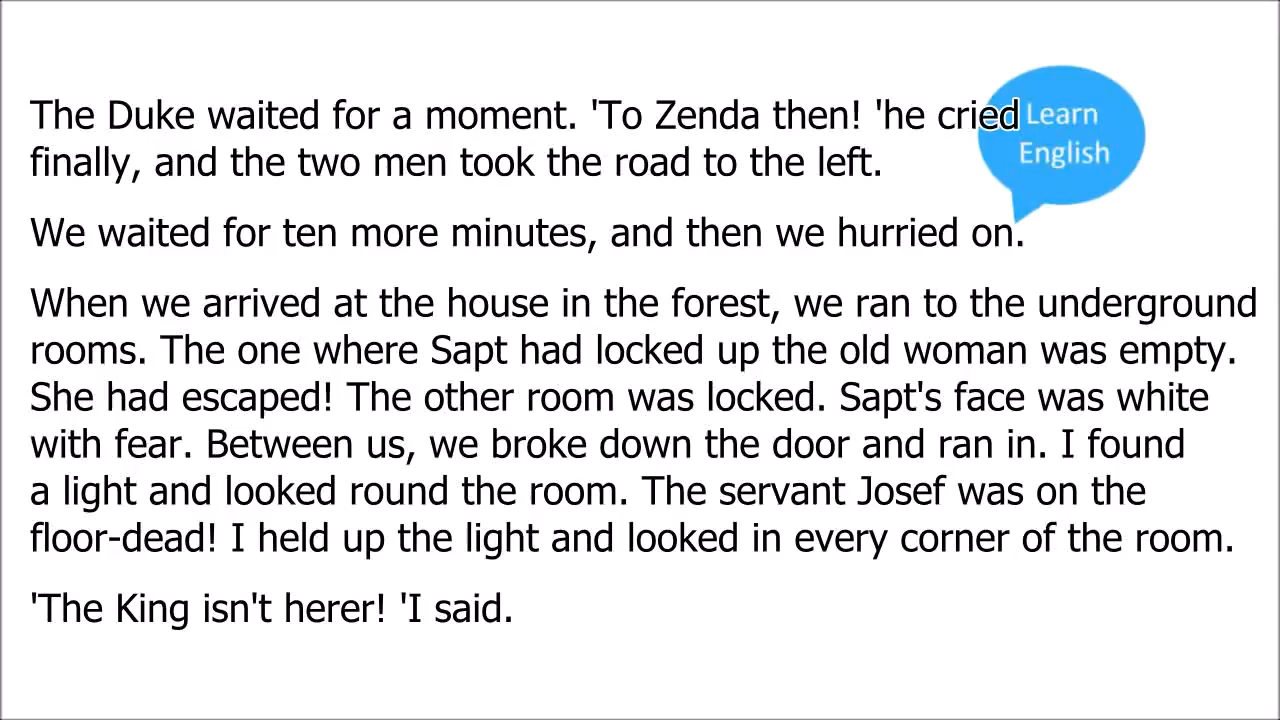 The Duke waited for a moment. 'To Zenda then! 'he cried
finally, and the two men took the road to the left.
We waited for ten more minutes, and then we hurried on.
When we arrived at the house in the forest, we ran to the underground
rooms. The one where Sapt had locked up the old woman was empty.
She had escaped! The other room was locked. Sapt's face was white
with fear. Between us, we broke down the door and ran in. I found
a light and looked round the room. The servant Josef was on the
floor-dead! I held up the light and looked in every corner of the room.
'The King isn't herer! 'I said.
Learn
English